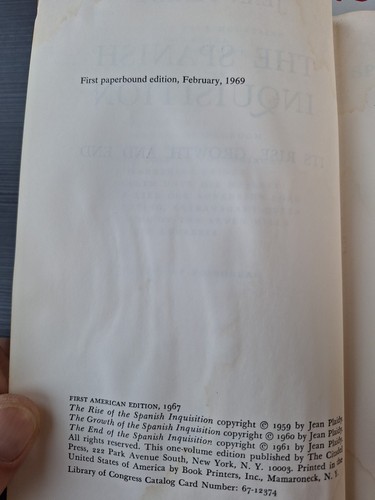 First paperbound edition, February, 1969
FIRST AMERICAN EDITION, 1967
The Rise of the Spanish Inquisition copyright © 1959 by Jean Plaidy
The Growth of the Spanish Inquisition copyright © 1960 by Jean Plaidy
The End of the Spanish Inquisition copyright © 1961 by Jean Plaidy
All rights reserved. This one-volume edition published by The Citadel
Press, 222 Park Avenue South, New York, N. Y. 10003. Printed in the
United States of America by Book Printers, Inc., Mamaroneck, N. Y.
Library of Congress Catalog Card Number: 67-12374